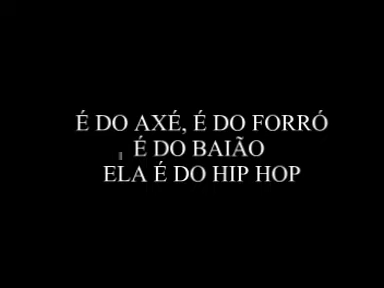 É DO AXÉ, É DO FORRÓ
É DO BAIÃO
ELA É DO HIP HOP